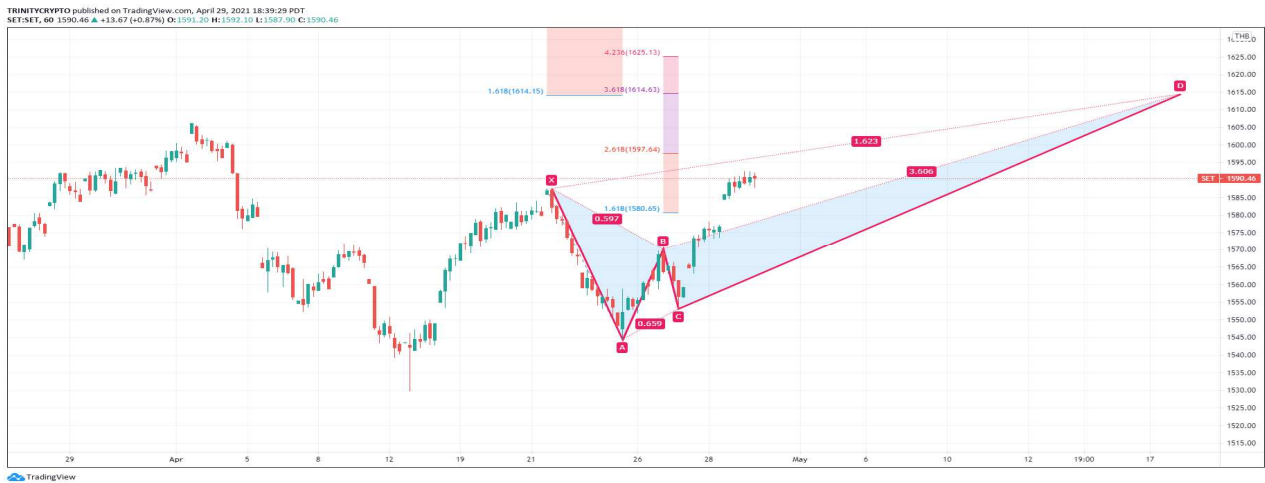 TRINITYCRYPTO published on TradingView.com, April 29, 2021 18:39:29 PDT
SET:SET, 60 1590.46 ▲ +13.67 (+0.87%) O:1591.20 H:1592.10 L:1587.90 C:1590.46
THB
4.236(1625.13)
1625.00
1620.00
1.618(1614.15)
3.618(1614.63)
D
1615.00
1610.00
1605.00
1.623
1600.00
2.618(1597.64)
1595.00
3.606
X
SET
1590.46
1585.00
1.618(1580.65)
0.597
1580.00
1575.00
B
1570.00
1565.00
1560.00
1555.00
C
0.659
1550.00
A
1545.00
1540.00
1535.00
1530.00
1525.00
1520.00
1515.00
29 Apr 5 8 12 19 21 26 28 May 6 10 12 19:00 17
TradingView